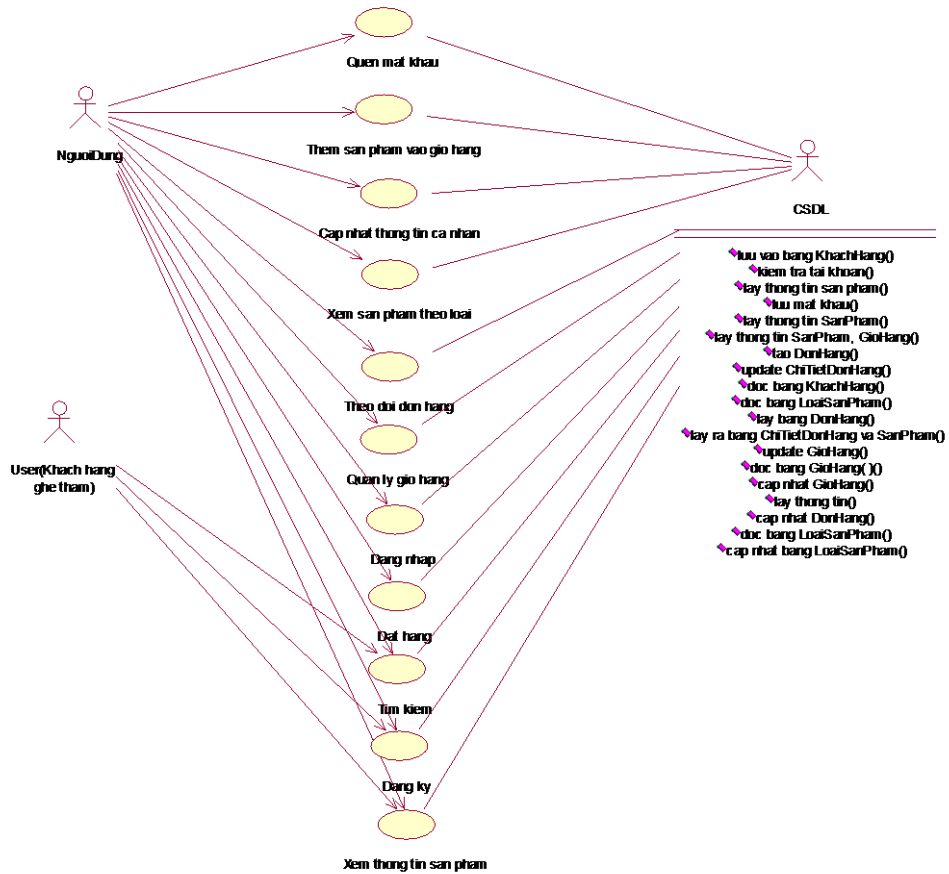 Quen mat khau
NguoiDung
Them san pham vao gio hang
CSDL
Cap nhat thong tin ca nhan
luu vao bang KhachHang()
kiem tra tai khoan()
lay thong tin san pham()
luu mat khau()
lay thong tin SanPham()
lay thong tin SanPham, GioHang()
tao DonHang()
update ChiTietDonHang()
doc bang KhachHang()
doc bang LoaiSanPham()
lay bang DonHang()
lay ra bang ChiTietDonHang va SanPham()
update GioHang()
doc bang GioHang( )()
cap nhat GioHang()
lay thong tin()
cap nhat DonHang()
doc bang LoaiSanPham()
cap nhat bang LoaiSanPham()
Xem san pham theo loai
Theo doi don hang
User(Khach hang
ghe tham)
Quan ly gio hang
Dang nhap
Dat hang
Tim kiem
Dang ky
Xem thong tin san pham